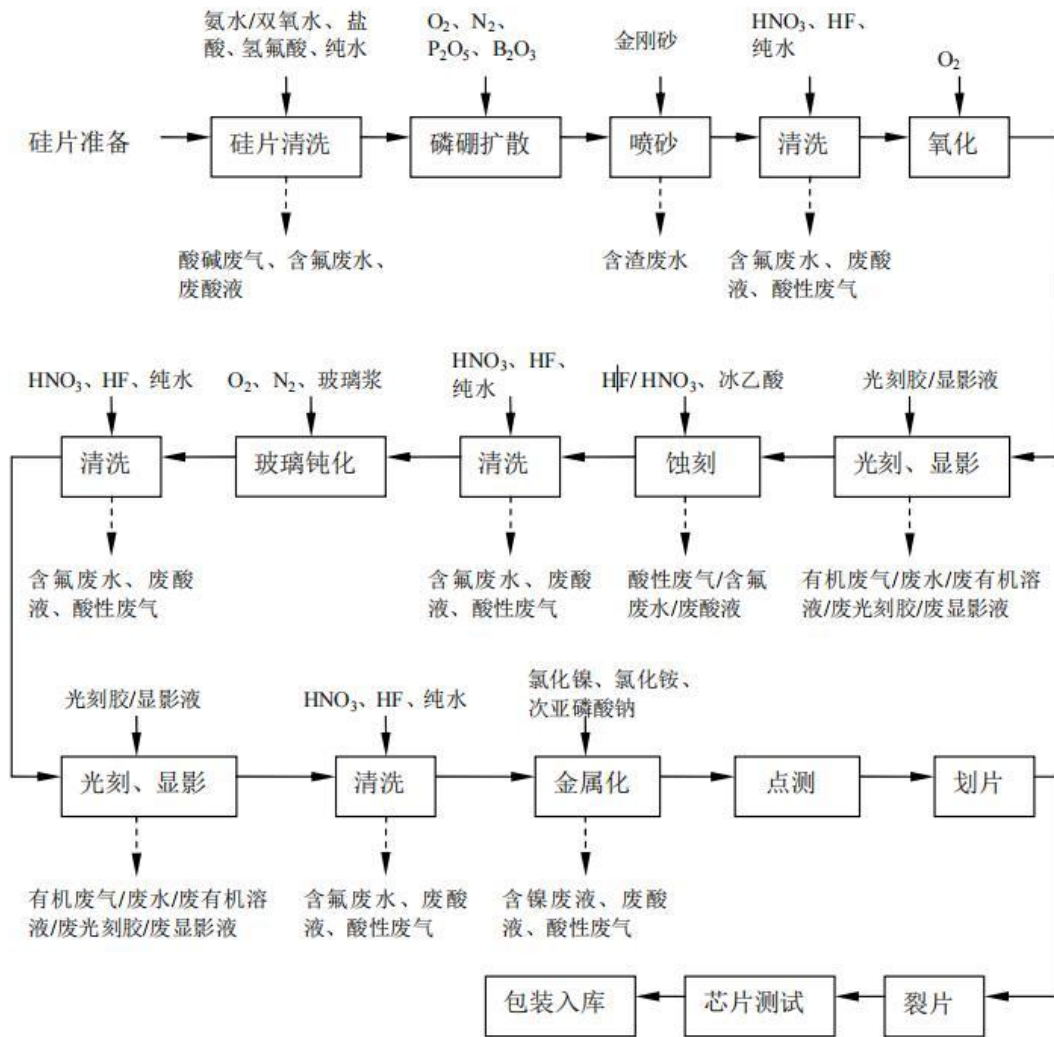 氨水/双氧水、盐
酸、氢氟酸、纯水
O₂、N₂、
P₂O₅、B₂O₃
金刚砂
HNO₃、HF、
纯水
O₂
硅片准备
硅片清洗
磷硼扩散
喷砂
清洗
氧化
酸碱废气、含氟废水、
废酸液
含渣废水
含氟废水、废酸
液、酸性废气
HNO₃、HF、纯水
O₂、N₂、玻璃浆
HNO₃、HF、
纯水
HF/ HNO₃、冰乙酸
光刻胶/显影液
清洗
玻璃钝化
清洗
蚀刻
光刻、显影
含氟废水、废酸
液、酸性废气
含氟废水、废酸
液、酸性废气
酸性废气/含氟
废水/废酸液
有机废气/废水/废有机溶
液/废光刻胶/废显影液
光刻胶/显影液
HNO₃、HF、纯水
氯化镍、氯化铵、
次亚磷酸钠
光刻、显影
清洗
金属化
点测
划片
有机废气/废水/废有机溶
液/废光刻胶/废显影液
含氟废水、废酸
液、酸性废气
含镍废液、废酸
液、酸性废气
包装入库
芯片测试
裂片